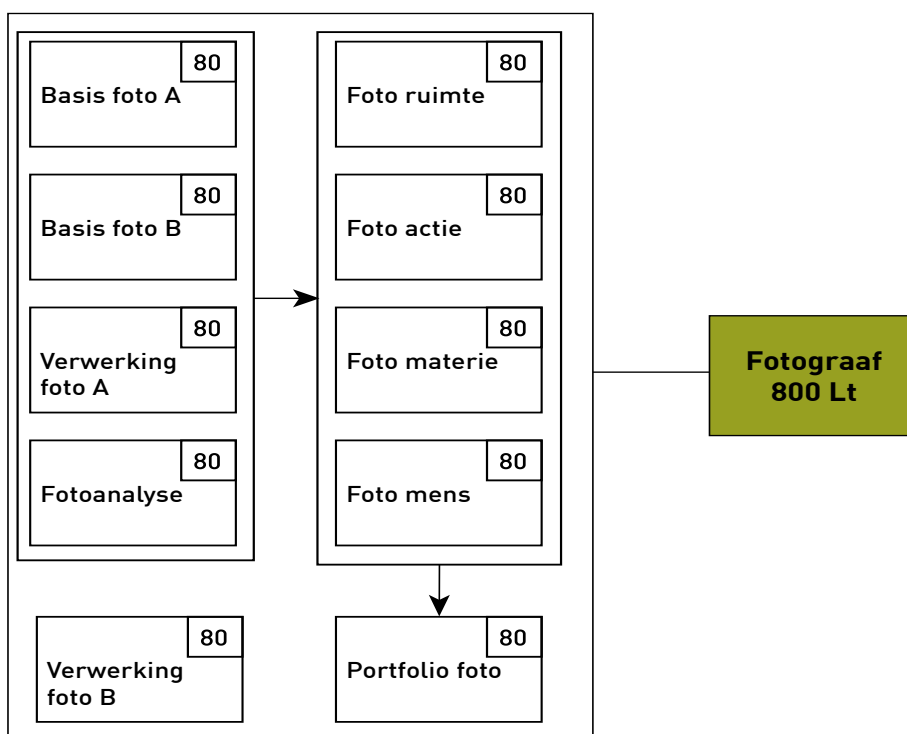 80
Basis foto A
80
Basis foto B
80
Verwerking
foto A
80
Fotoanalyse
80
Verwerking
foto B
80
Foto ruimte
80
Foto actie
80
Foto materie
80
Foto mens
80
Portfolio foto
Fotograaf
800 Lt